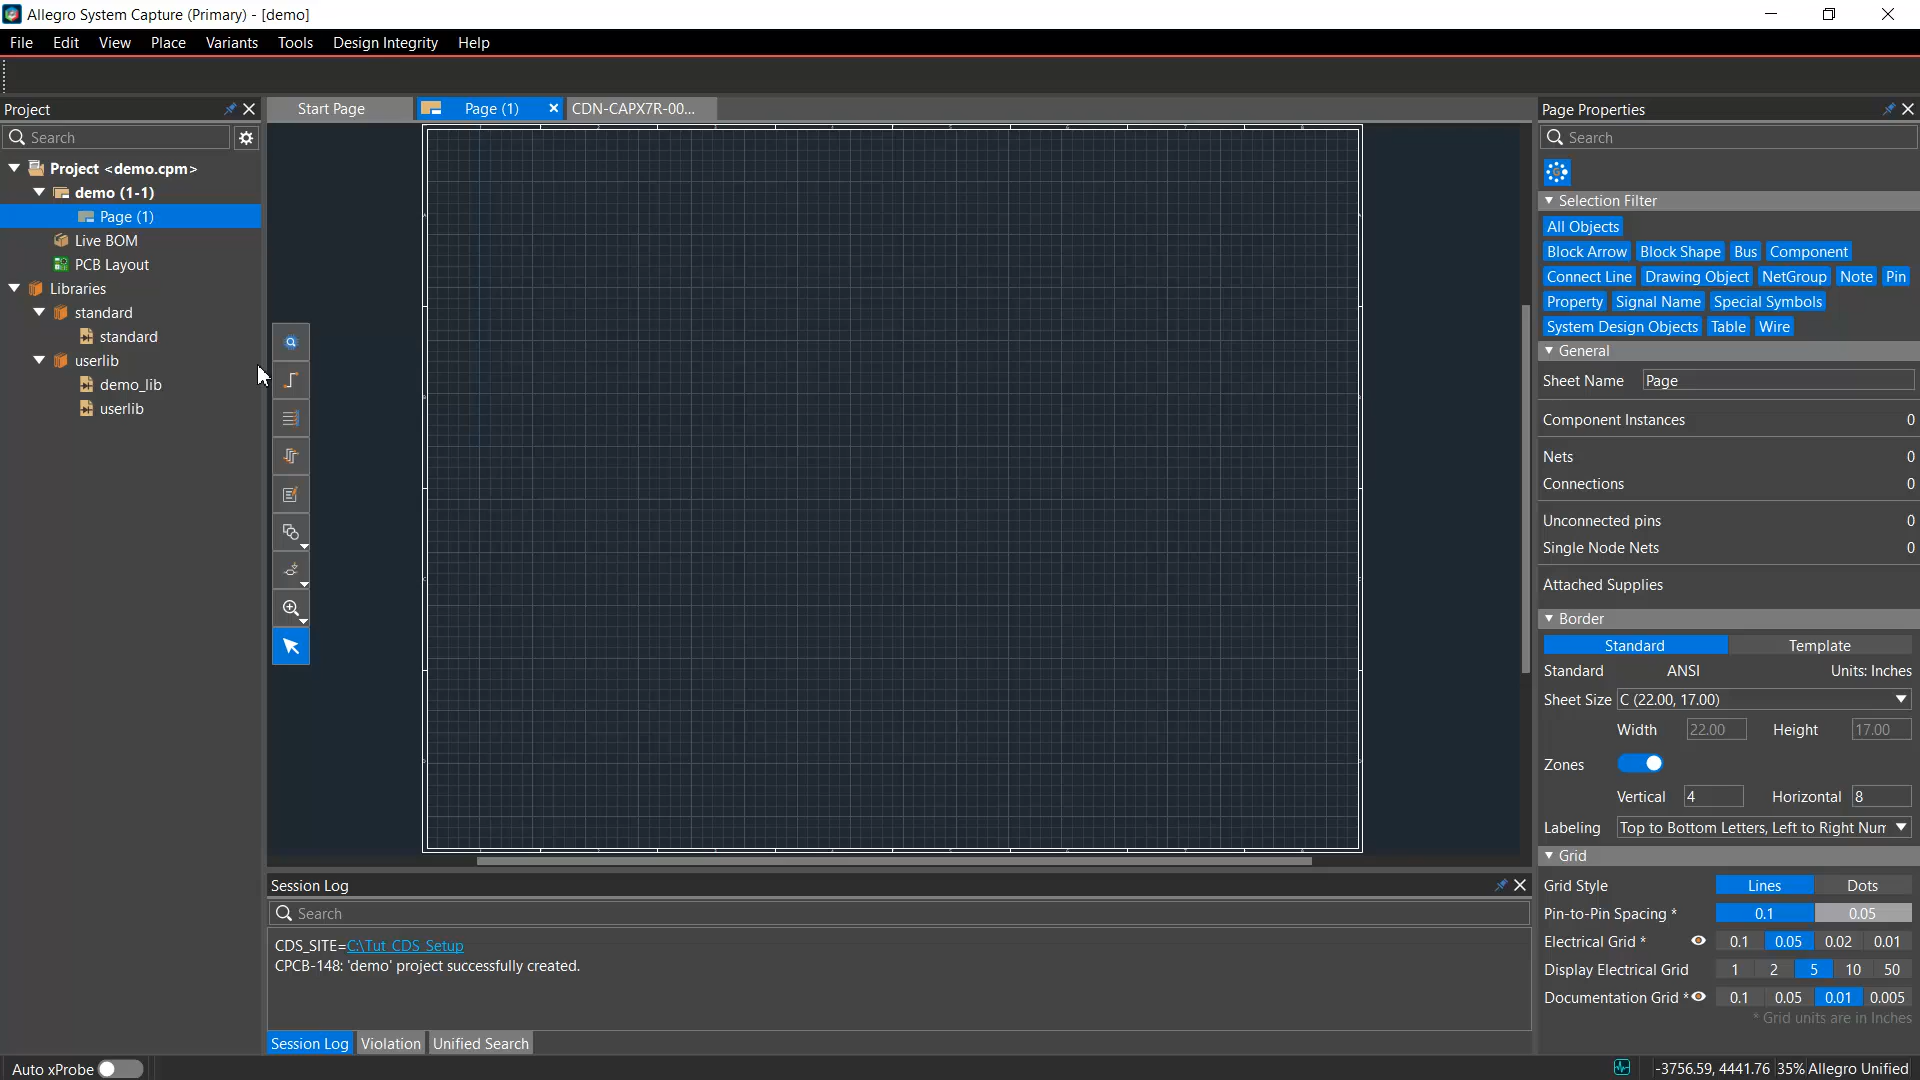 Allegro System Capture (Primary) - [demo]
File Edit View Place Variants Tools Design Integrity Help
Project
Search
Project <demo.cpm>
demo (1-1)
Page (1)
Live BOM
PCB Layout
Libraries
standard
standard
userlib
demo_lib
userlib
Start Page Page (1) CDN-CAPX7R-00...
Session Log
Search
CDS_SITE=C:\Tut_CDS_Setup
CPCB-148: 'demo' project successfully created.
Session Log Violation Unified Search
Page Properties
Search
Selection Filter
All Objects
Block Arrow Block Shape Bus Component
Connect Line Drawing Object NetGroup Note Pin
Property Signal Name Special Symbols
System Design Objects Table Wire
General
Sheet Name Page
Component Instances 0
Nets 0
Connections 0
Unconnected pins 0
Single Node Nets 0
Attached Supplies
Border
Standard Template
Standard ANSI Units: Inches
Sheet Size C (22.00, 17.00)
Width 22.00 Height 17.00
Zones
Vertical 4 Horizontal 8
Labeling Top to Bottom Letters, Left to Right Num
Grid
Grid Style Lines Dots
Pin-to-Pin Spacing * 0.1 0.05
Electrical Grid * 0.1 0.05 0.02 0.01
Display Electrical Grid 1 2 5 10 50
Documentation Grid * 0.1 0.05 0.01 0.005
* Grid units are in Inches
Auto xProbe
-3756.59, 4441.76 35% Allegro Unified